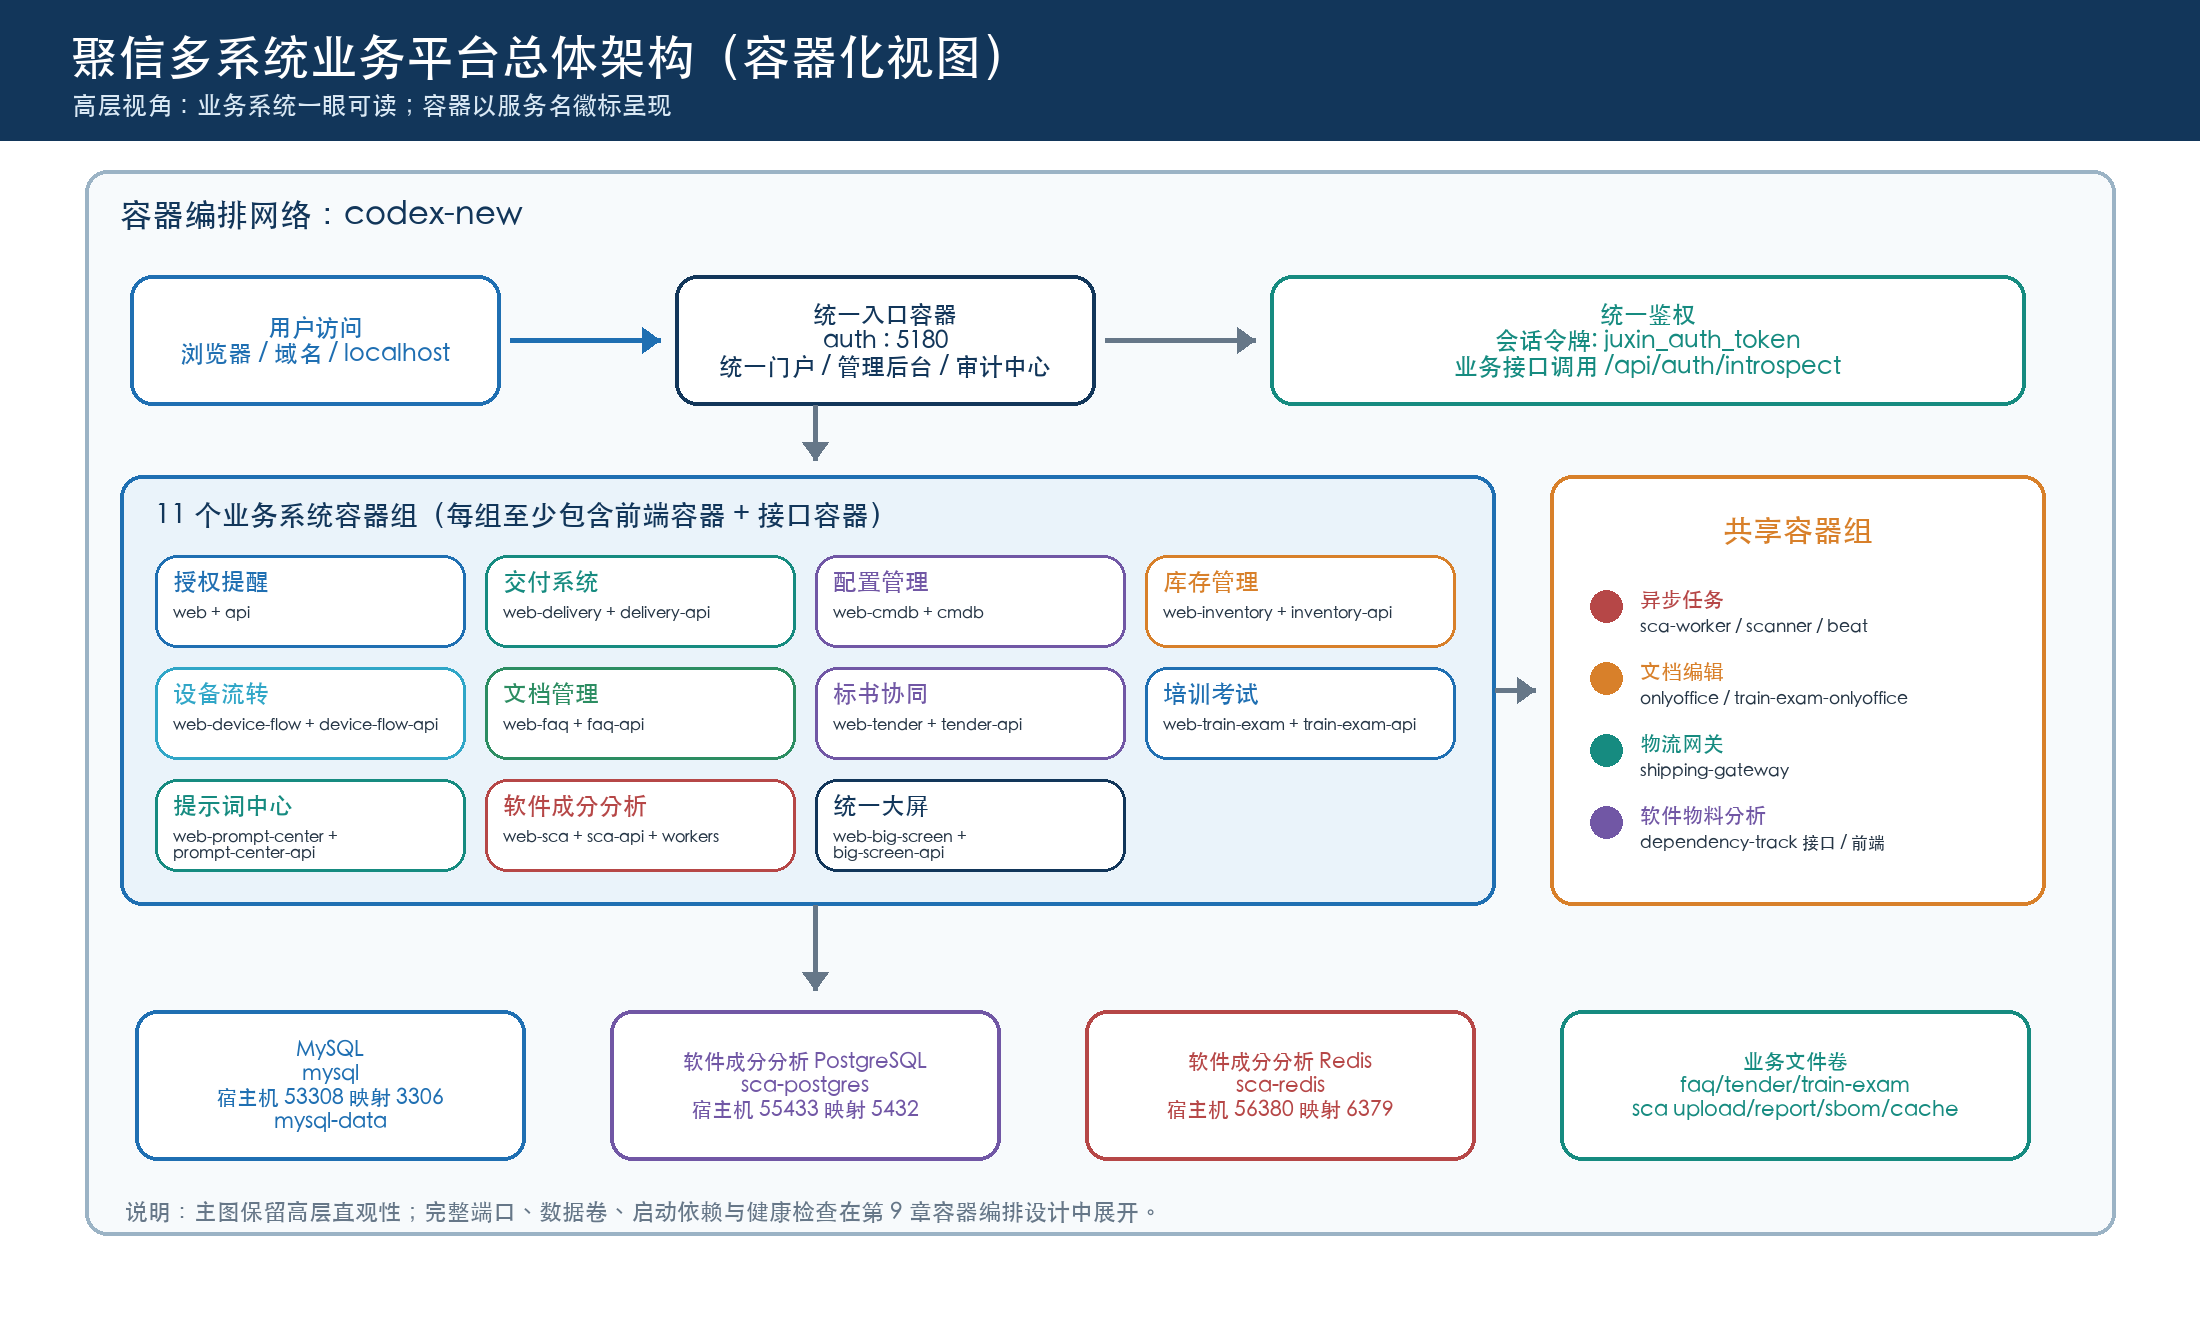 聚信多系统业务平台总体架构（容器化视图）
高层视角：业务系统一眼可读；容器以服务名徽标呈现
容器编排网络：codex-new
用户访问
浏览器 / 域名 / localhost
统一入口容器
auth : 5180
统一门户 / 管理后台 / 审计中心
统一鉴权
会话令牌: juxin_auth_token
业务接口调用 /api/auth/introspect
11 个业务系统容器组（每组至少包含前端容器 + 接口容器）
授权提醒
web + api
交付系统
web-delivery + delivery-api
配置管理
web-cmdb + cmdb
库存管理
web-inventory + inventory-api
设备流转
web-device-flow + device-flow-api
文档管理
web-faq + faq-api
标书协同
web-tender + tender-api
培训考试
web-train-exam + train-exam-api
提示词中心
web-prompt-center +
prompt-center-api
软件成分分析
web-sca + sca-api + workers
统一大屏
web-big-screen +
big-screen-api
共享容器组
异步任务
sca-worker / scanner / beat
文档编辑
onlyoffice / train-exam-onlyoffice
物流网关
shipping-gateway
软件物料分析
dependency-track 接口 / 前端
MySQL
mysql
宿主机 53308 映射 3306
mysql-data
软件成分分析 PostgreSQL
sca-postgres
宿主机 55433 映射 5432
软件成分分析 Redis
sca-redis
宿主机 56380 映射 6379
业务文件卷
faq/tender/train-exam
sca upload/report/sbom/cache
说明：主图保留高层直观性；完整端口、数据卷、启动依赖与健康检查在第 9 章容器编排设计中展开。